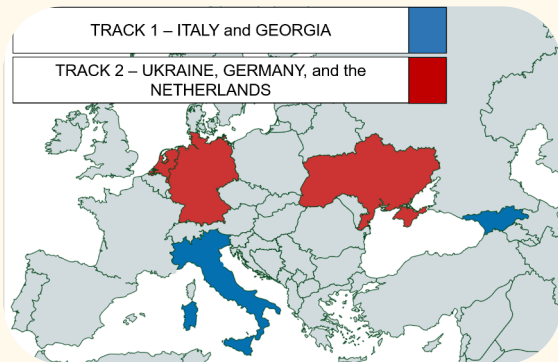 TRACK 1 – ITALY and GEORGIA
TRACK 2 – UKRAINE, GERMANY, and the
NETHERLANDS